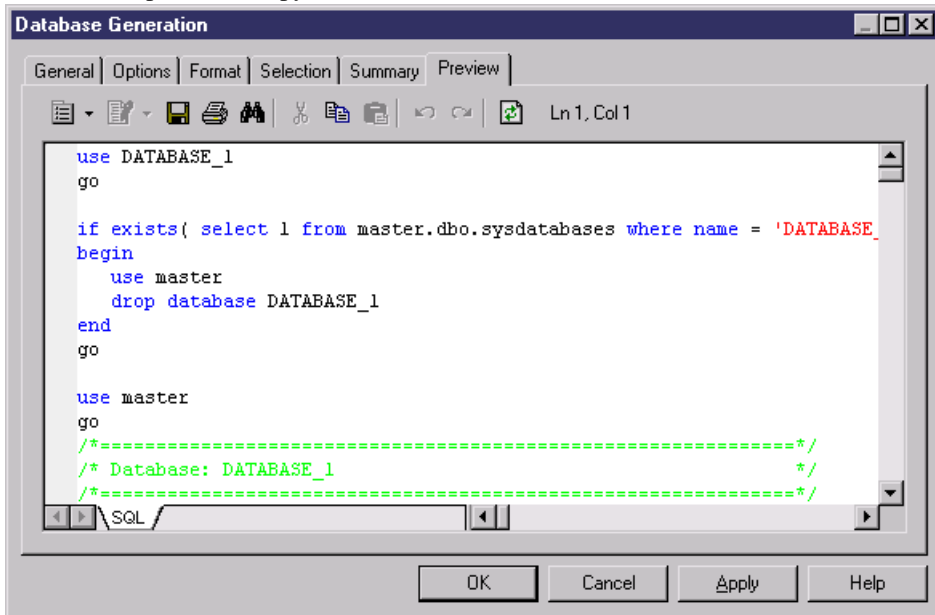 Database Generation
General Options Format Selection Summary Preview
Ln 1, Col 1
use DATABASE_1
go
if exists( select 1 from master.dbo.sysdatabases where name = 'DATABASE_
begin
use master
drop database DATABASE_1
end
go
use master
go
/*==============================================================*/
/* Database: DATABASE_1 */
/*==============================================================*/
SQL
OK Cancel Apply Help